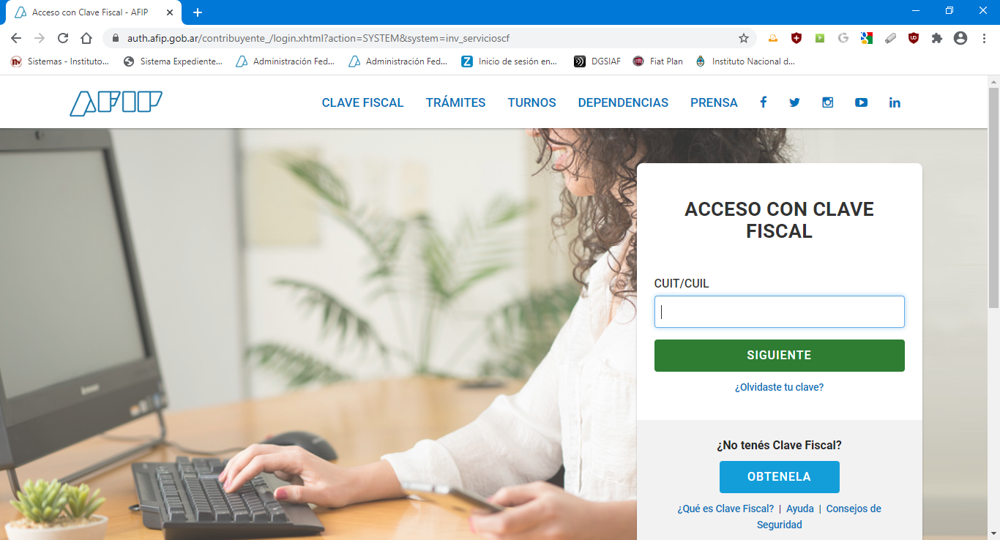 Acceso con Clave Fiscal - AFIP
auth.afip.gob.ar/contribuyente_/login.xhtml?action=SYSTEM&system=inv_servicioscf
Sistemas - Instituto...
Sistema Expediente...
Administración Fed...
Administración Fed...
Inicio de sesión en...
DGSIAF
Fiat Plan
Instituto Nacional d...
AFIP
CLAVE FISCAL
TRÁMITES
TURNOS
DEPENDENCIAS
PRENSA
ACCESO CON CLAVE
FISCAL
CUIT/CUIL
SIGUIENTE
¿Olvidaste tu clave?
¿No tenés Clave Fiscal?
OBTENELA
¿Qué es Clave Fiscal? | Ayuda | Consejos de
Seguridad